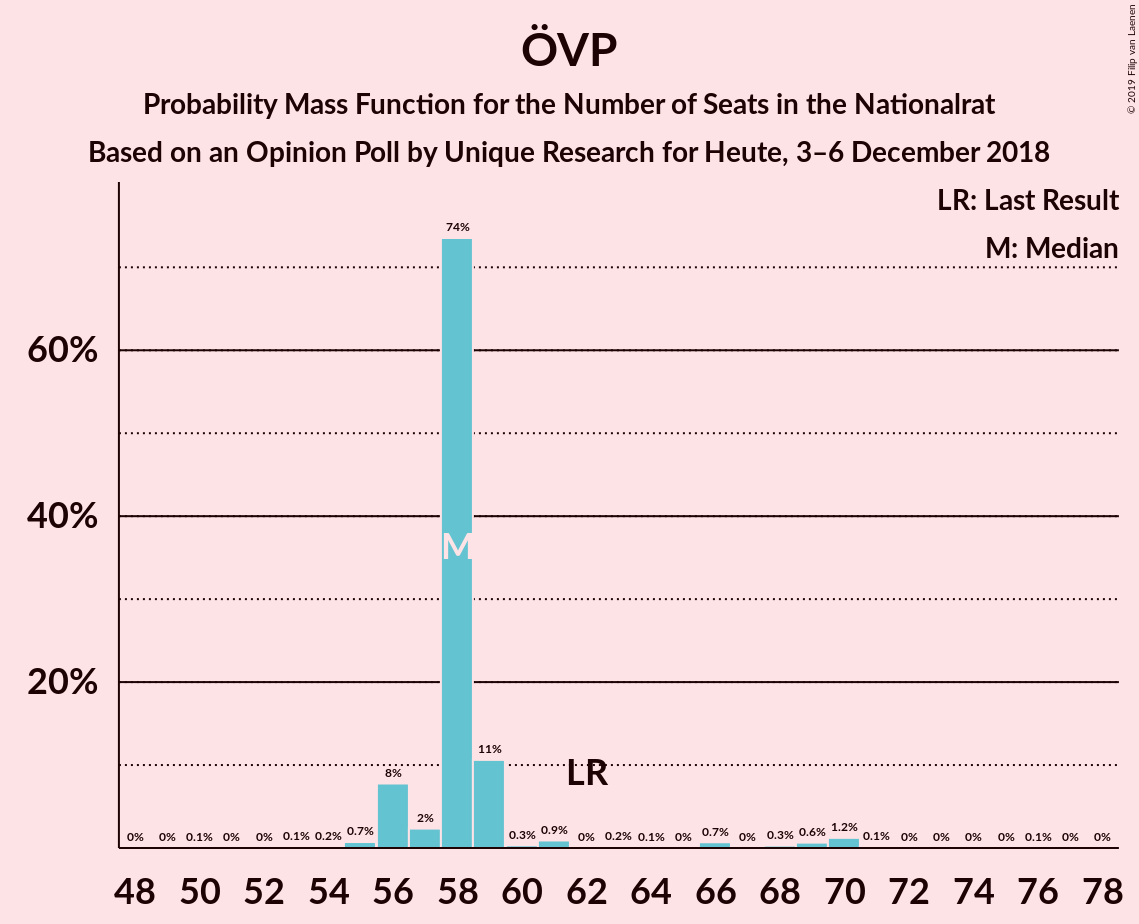 ÖVP
Probability Mass Function for the Number of Seats in the Nationalrat
Based on an Opinion Poll by Unique Research for Heute, 3–6 December 2018
© 2019 Filip van Laenen
LR: Last Result
M: Median
60%
40%
20%
74%
M
11%
LR
8%
2%
0% 0% 0.1% 0% 0% 0.1% 0.2% 0.7% 0.3% 0.9% 0% 0.2% 0.1% 0% 0.7% 0% 0.3% 0.6% 1.2% 0.1% 0% 0% 0% 0% 0.1% 0% 0%
48 50 52 54 56 58 60 62 64 66 68 70 72 74 76 78